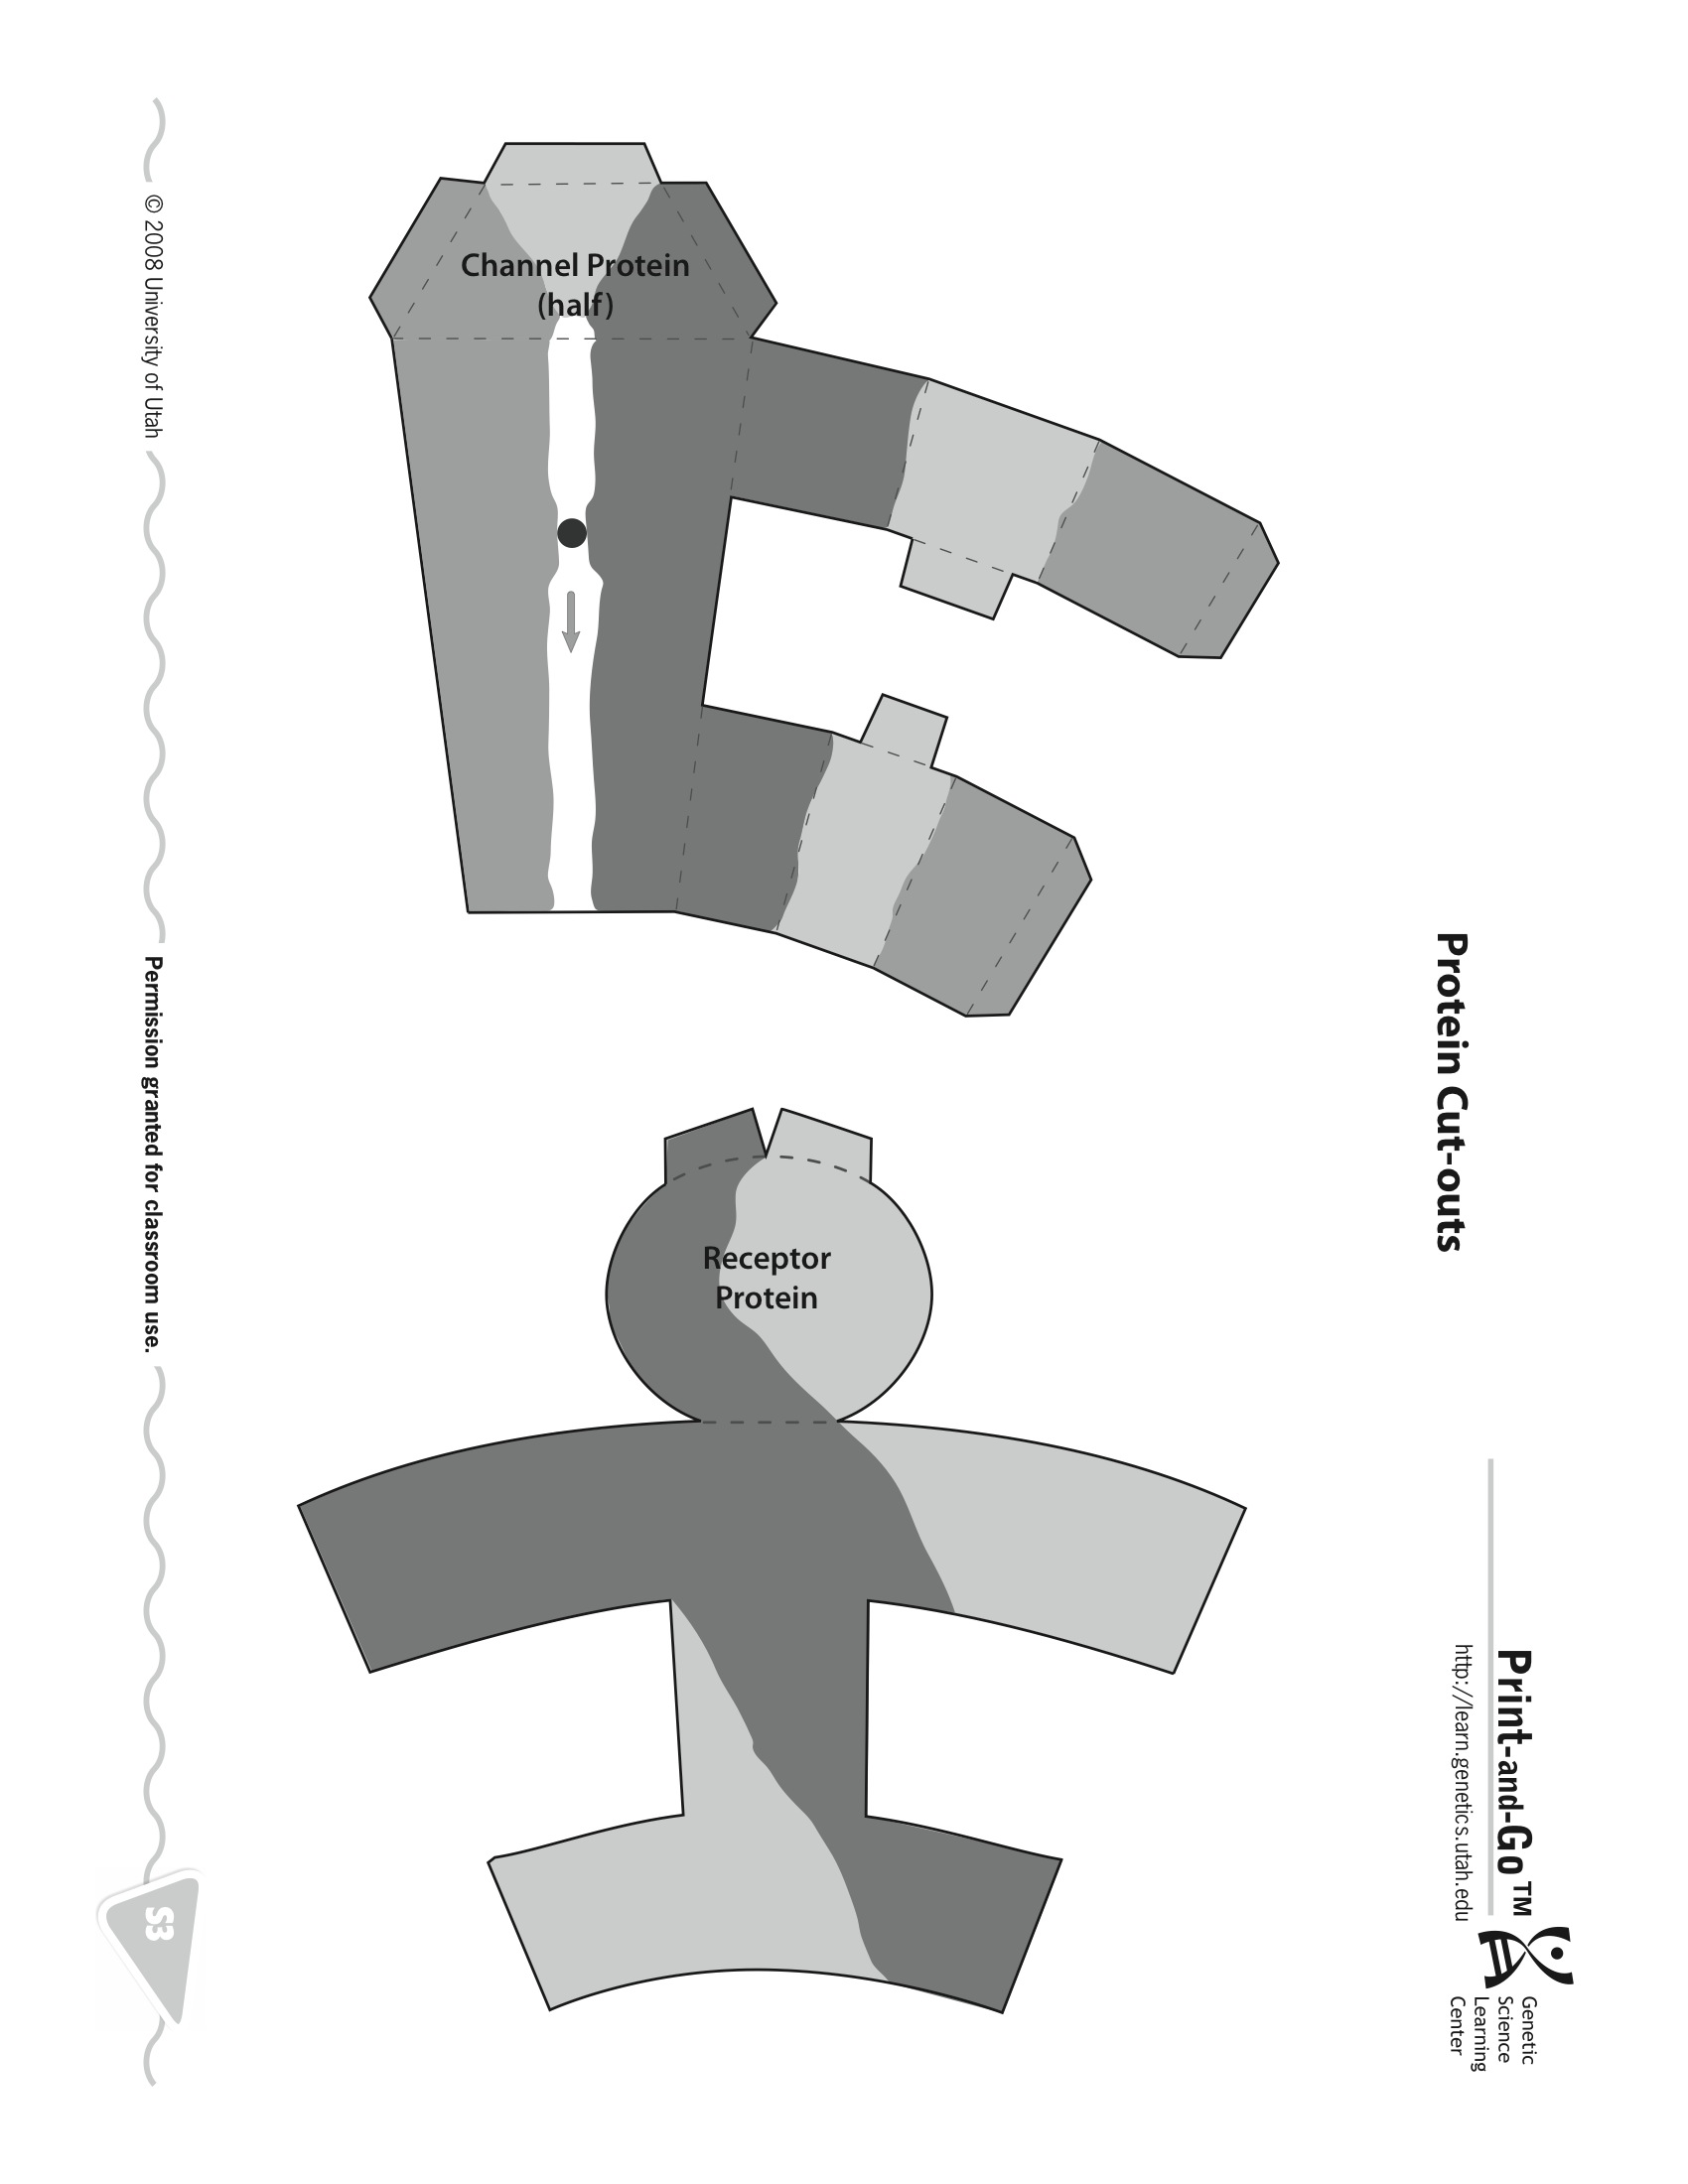 Print-and-Go™
http://learn.genetics.utah.edu
Genetic
Science
Learning
Center
Protein Cut-outs
Channel Protein
(half)
Receptor
Protein
© 2008 University of Utah
Permission granted for classroom use.
S3